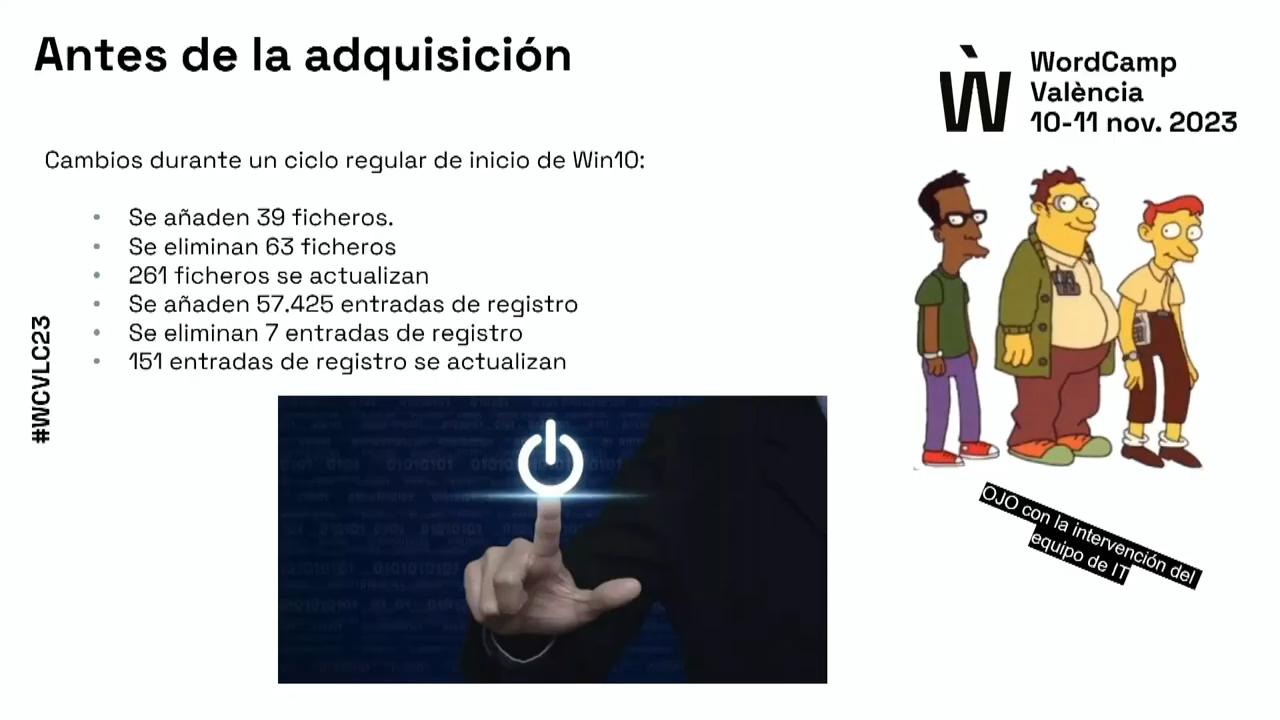 Antes de la adquisición
Ẁ WordCamp
València
10-11 nov. 2023
Cambios durante un ciclo regular de inicio de Win10:
• Se añaden 39 ficheros.
• Se eliminan 63 ficheros
• 261 ficheros se actualizan
• Se añaden 57.425 entradas de registro
• Se eliminan 7 entradas de registro
• 151 entradas de registro se actualizan
#WCVLC23
OJO con la intervención del
equipo de IT